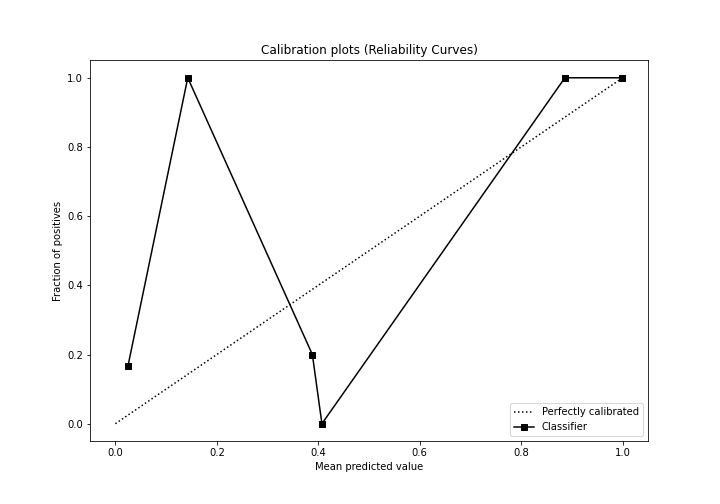 Calibration plots (Reliability Curves)
1.0
0.8
0.6
0.4
0.2
0.0
Fraction of positives
0.0 0.2 0.4 0.6 0.8 1.0
Mean predicted value
Perfectly calibrated
Classifier